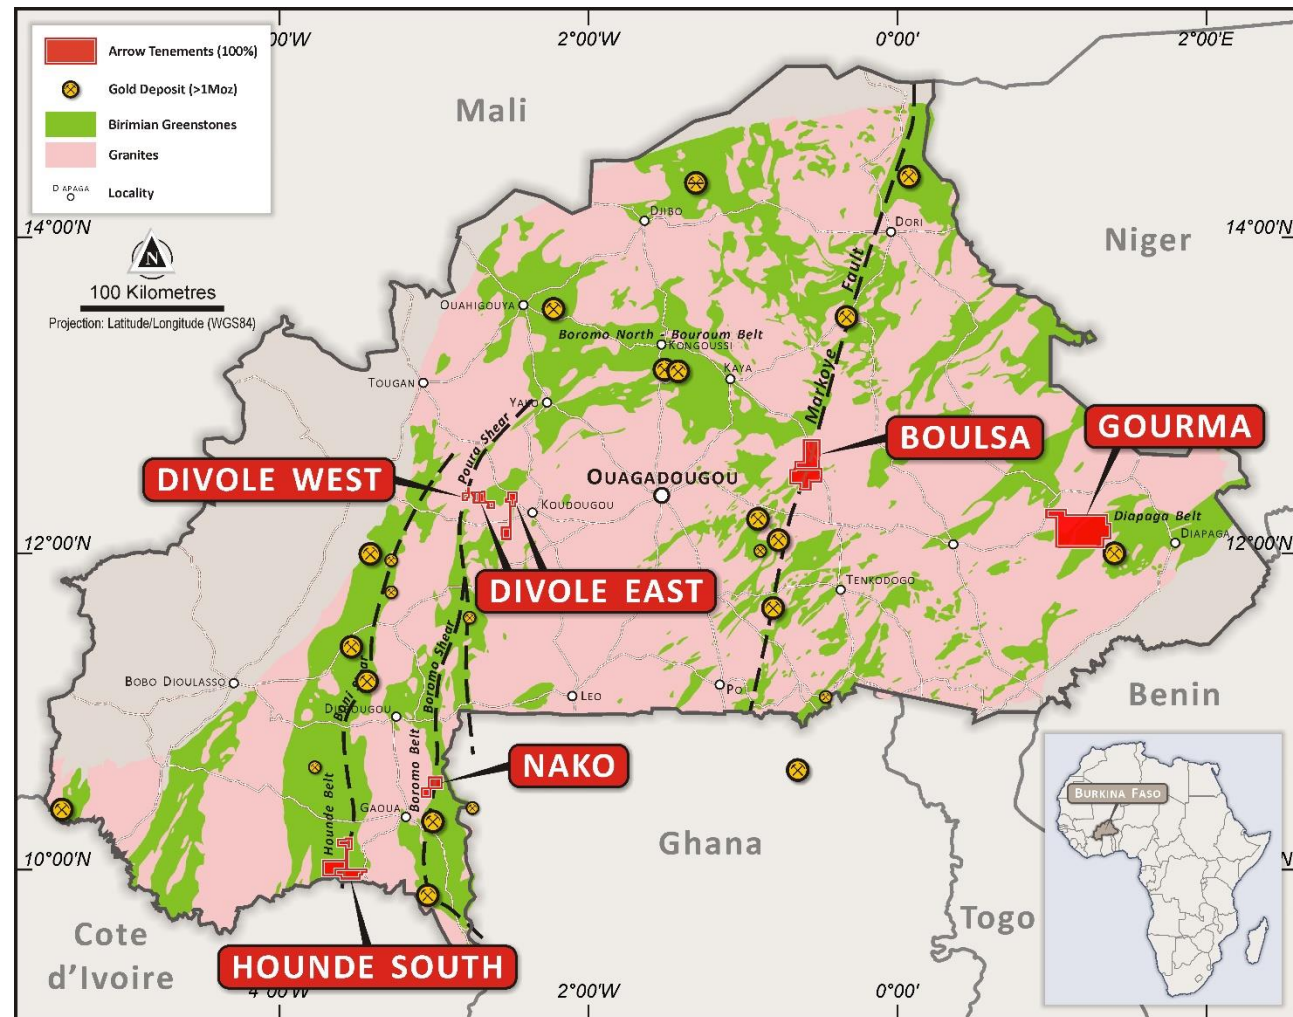 Arrow Tenements (100%)
Gold Deposit (>1Moz)
Birimian Greenstones
Granites
DIAPAGA
Locality
00'W
2°00'W
0°00'
2°00'E
Mali
Niger
14°00'N
14°00'N
N
100 Kilometres
Projection: Latitude/Longitude (WGS84)
DJIBO
DORI
OUAHIGOUYA
Boromo North - Bouroum Belt
KONGOUSSI
KAYA
TOUGAN
YAKO
Markoye Fault
Poura Shear
BOULSA
GOURMA
DIVOLE WEST
OUAGADOUGOU
KOUDOUGOU
Diapaga Belt
DIAPAGA
12°00'N
12°00'N
DIVOLE EAST
TENKODOGO
Boromo Shear
BOBO DIOULASSO
LEO
PO
Benin
NAKO
Boromo Belt
Hounde Belt
GAOUA
Ghana
BURKINA FASO
10°00'N
N
Togo
Cote
d'Ivoire
HOUNDE SOUTH
4°00'W
2°00'W
0°00'